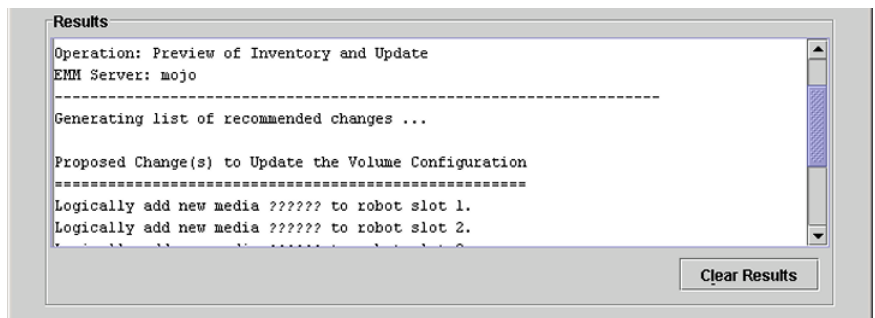 Results
Operation: Preview of Inventory and Update
EMM Server: mojo
--------------------------------------------------------------------
Generating list of recommended changes ...
Proposed Change(s) to Update the Volume Configuration
=====================================================
Logically add new media ?????? to robot slot 1.
Logically add new media ?????? to robot slot 2.
Clear Results